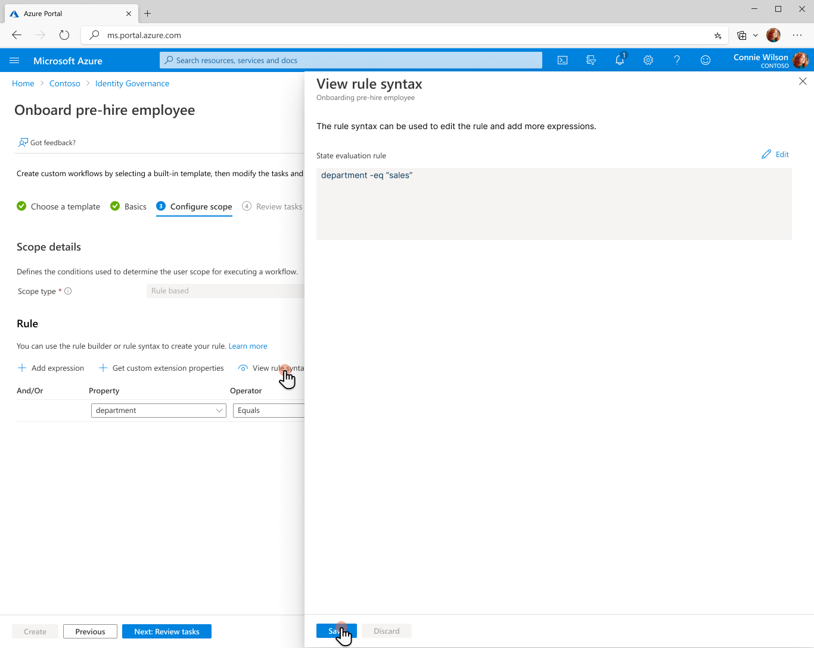 Azure Portal
ms.portal.azure.com
Microsoft Azure
Search resources, services and docs
1
Connie Wilson
CONTOSO
Home > Contoso > Identity Governance
Onboard pre-hire employee
Got feedback?
Create custom workflows by selecting a built-in template, then modify the tasks and
Choose a template
Basics
3 Configure scope
4 Review tasks
Scope details
Defines the conditions used to determine the user scope for executing a workflow.
Scope type *
Rule based
Rule
You can use the rule builder or rule syntax to create your rule. Learn more
Add expression
Get custom extension properties
View
And/Or
Property
Operator
department
Equals
Create
Previous
Next: Review tasks
View rule syntax
Onboarding pre-hire employee
The rule syntax can be used to edit the rule and add more expressions.
State evaluation rule
Edit
department -eq “sales”
Discard